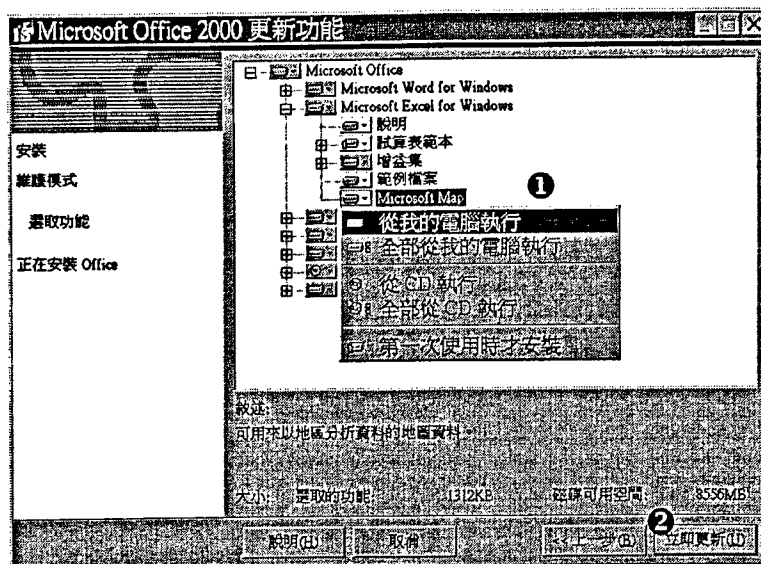 Microsoft Office 2000 更新功能
安裝
維護模式
選取功能
正在安裝 Office
Microsoft Office
Microsoft Word for Windows
Microsoft Excel for Windows
說明
試算表範本
增益集
範例檔案
Microsoft Map
❶
從我的電腦執行
全部從我的電腦執行
從 CD 執行
全部從 CD 執行
第一次使用時才安裝
敘述:
可用來以地區分析資料的地圖資料。
大小: 選取的功能: 1312KB 磁碟可用空間: 8556MB
❷
說明(H) 取消 << 上一步(B) 立即更新(U)